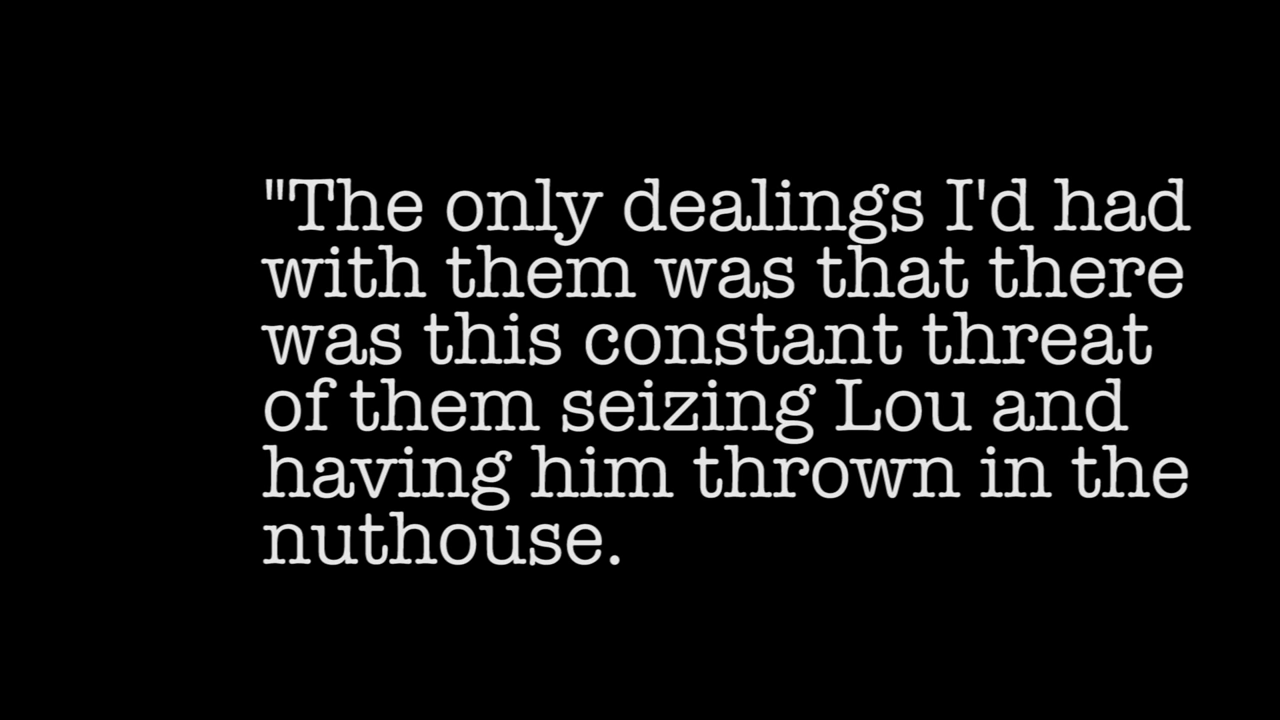 "The only dealings I'd had
with them was that there
was this constant threat
of them seizing Lou and
having him thrown in the
nuthouse.